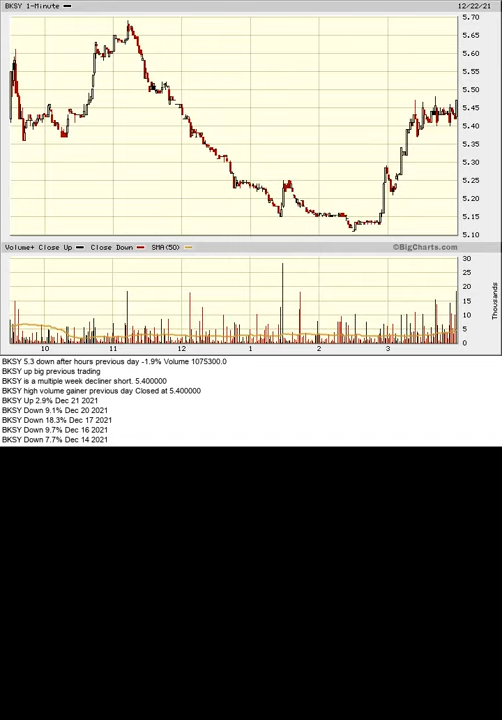 BKSY 1-Minute 12/22/21
5.70
5.65
5.60
5.55
5.50
5.45
5.40
5.35
5.30
5.25
5.20
5.15
5.10
Volume+ Close Up Close Down SMA(50) ©BigCharts.com
30
25
20
15
10
5
0
Thousands
10 11 12 1 2 3
BKSY 5.3 down after hours previous day -1.9% Volume 1075300.0
BKSY up big previous trading
BKSY is a multiple week decliner short. 5.400000
BKSY high volume gainer previous day Closed at 5.400000
BKSY Up 2.9% Dec 21 2021
BKSY Down 9.1% Dec 20 2021
BKSY Down 18.3% Dec 17 2021
BKSY Down 9.7% Dec 16 2021
BKSY Down 7.7% Dec 14 2021